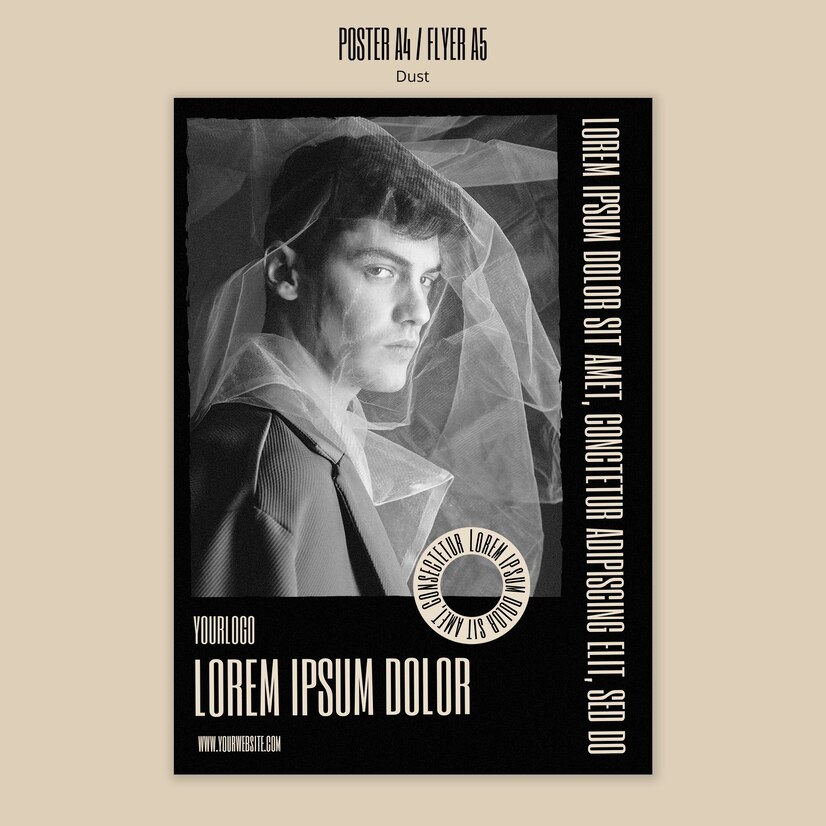 POSTER A4 / FLYER A5
Dust
LOREM IPSUM DOLOR SIT AMET, CONCTETUR ADIPISCING ELIT, SED DO
LOREM IPSUM DOLOR SIT AMET, CONSECTETUR
YOURLOGO
LOREM IPSUM DOLOR
WWW.YOURWEBSITE.COM